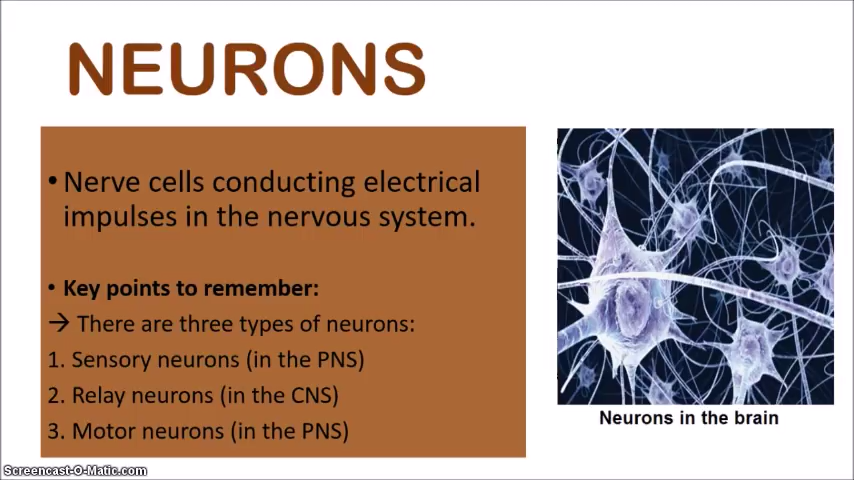 NEURONS
• Nerve cells conducting electrical
impulses in the nervous system.
• Key points to remember:
→ There are three types of neurons:
1. Sensory neurons (in the PNS)
2. Relay neurons (in the CNS)
3. Motor neurons (in the PNS)
Neurons in the brain
Screencast-O-Matic.com